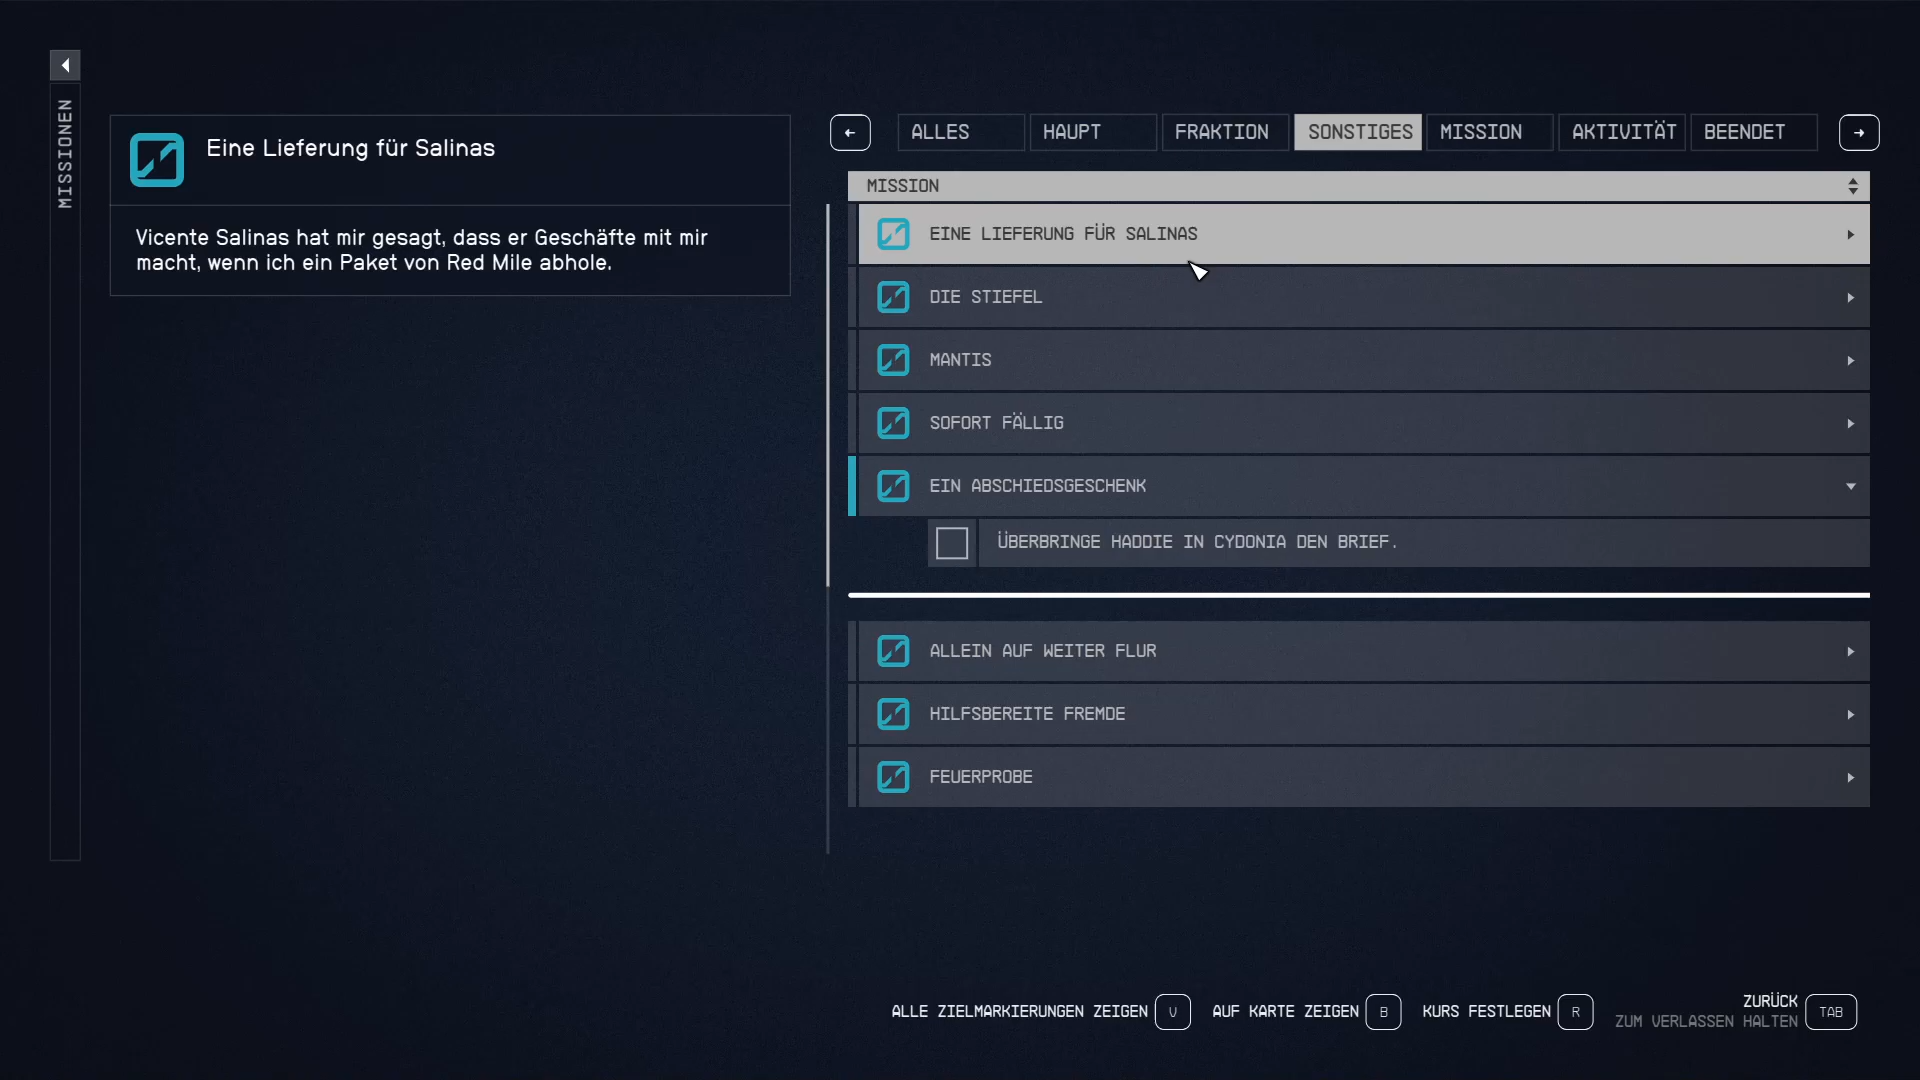 MISSIONEN
Eine Lieferung für Salinas
Vicente Salinas hat mir gesagt, dass er Geschäfte mit mir
macht, wenn ich ein Paket von Red Mile abhole.
ALLES HAUPT FRAKTION SONSTIGES MISSION AKTIVITÄT BEENDET
MISSION
EINE LIEFERUNG FÜR SALINAS
DIE STIEFEL
MANTIS
SOFORT FÄLLIG
EIN ABSCHIEDSGESCHENK
ÜBERBRINGE HADDIE IN CYDONIA DEN BRIEF.
ALLEIN AUF WEITER FLUR
HILFSBEREITE FREMDE
FEUERPROBE
ALLE ZIELMARKIERUNGEN ZEIGEN V AUF KARTE ZEIGEN B KURS FESTLEGEN R ZURÜCK TAB
ZUM VERLASSEN HALTEN